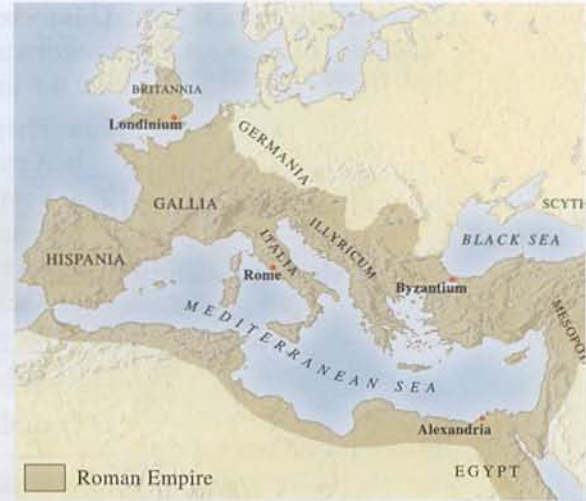 BRITANNIA
Londinium
GERMANIA
GALLIA
SCYTH
ILLYRICUM
ITALIA
BLACK SEA
HISPANIA
Rome
Byzantium
MESOPO
MEDITERRANEAN SEA
Alexandria
EGYPT
Roman Empire